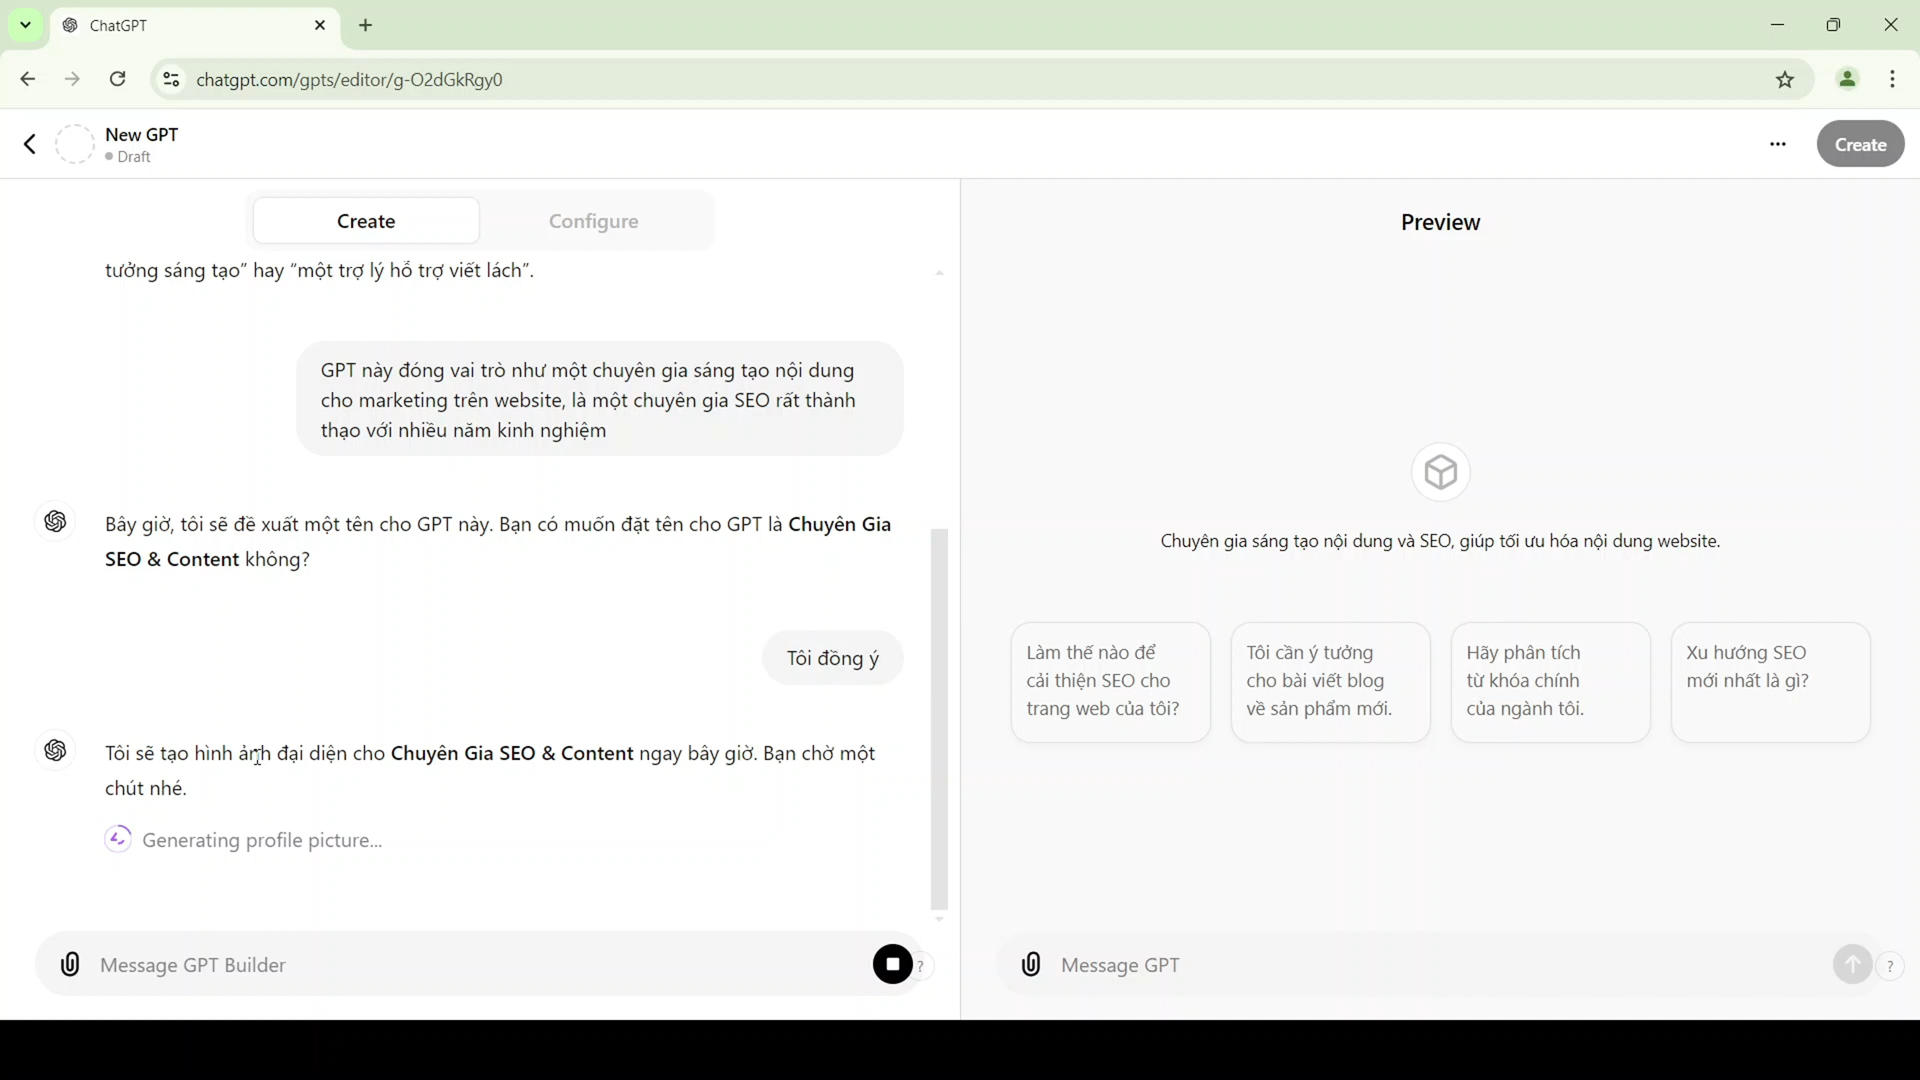 ChatGPT
chatgpt.com/gpts/editor/g-O2dGkRgy0
New GPT
Draft
Create
Create
Configure
tưởng sáng tạo” hay “một trợ lý hỗ trợ viết lách”.
GPT này đóng vai trò như một chuyên gia sáng tạo nội dung
cho marketing trên website, là một chuyên gia SEO rất thành
thạo với nhiều năm kinh nghiệm
Bây giờ, tôi sẽ đề xuất một tên cho GPT này. Bạn có muốn đặt tên cho GPT là Chuyên Gia
SEO & Content không?
Tôi đồng ý
Tôi sẽ tạo hình ảnh đại diện cho Chuyên Gia SEO & Content ngay bây giờ. Bạn chờ một
chút nhé.
Generating profile picture...
Message GPT Builder
?
Preview
Chuyên gia sáng tạo nội dung và SEO, giúp tối ưu hóa nội dung website.
Làm thế nào để
cải thiện SEO cho
trang web của tôi?
Tôi cần ý tưởng
cho bài viết blog
về sản phẩm mới.
Hãy phân tích
từ khóa chính
của ngành tôi.
Xu hướng SEO
mới nhất là gì?
Message GPT
?